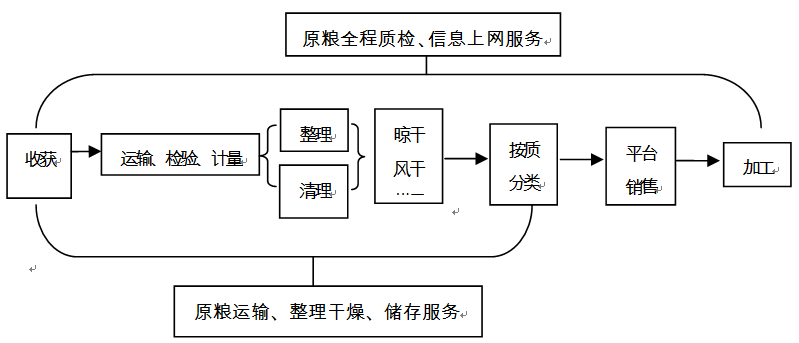 原粮全程质检、信息上网服务
收获
运输、检验、计量
整理
清理
晾干
风干
……
按质
分类
平台
销售
加工
原粮运输、整理干燥、储存服务